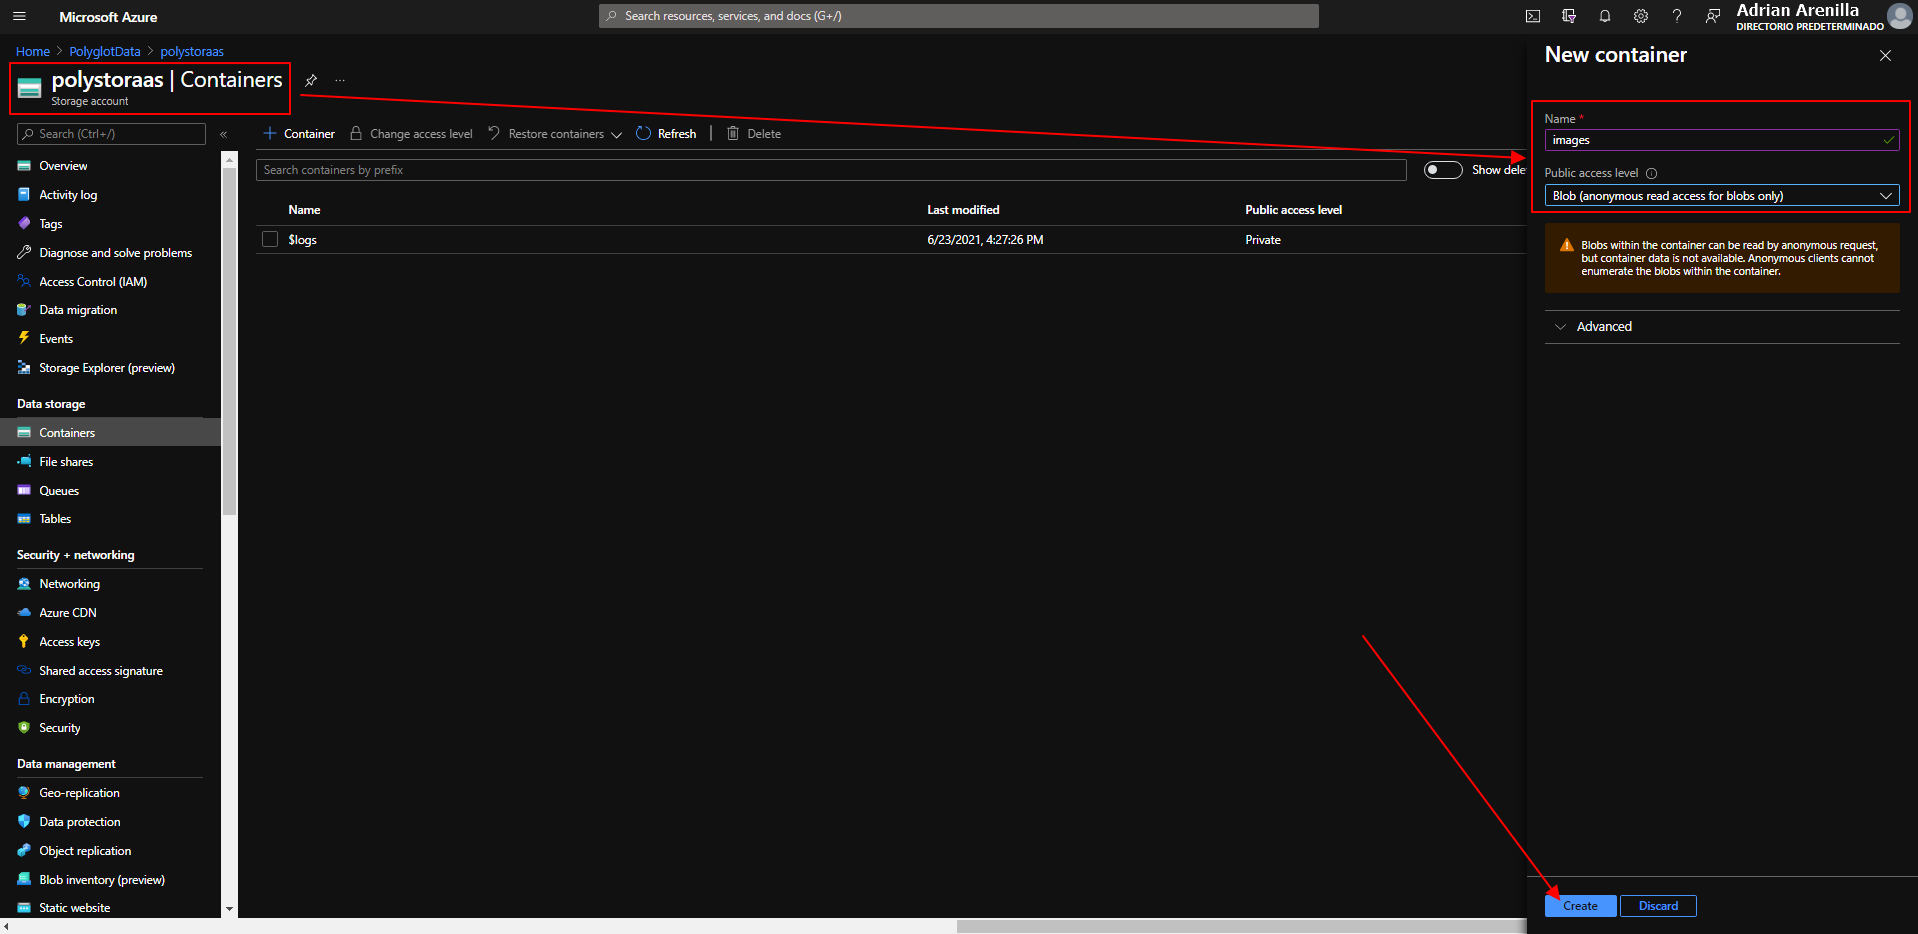 Microsoft Azure
Search resources, services, and docs (G+/)
Adrian Arenilla
DIRECTORIO PREDETERMINADO
Home > PolyglotData > polystoraas
polystoraas | Containers
Storage account
...
Search (Ctrl+/)
«
Overview
Activity log
Tags
Diagnose and solve problems
Access Control (IAM)
Data migration
Events
Storage Explorer (preview)
Data storage
Containers
File shares
Queues
Tables
Security + networking
Networking
Azure CDN
Access keys
Shared access signature
Encryption
Security
Data management
Geo-replication
Data protection
Object replication
Blob inventory (preview)
Static website
+ Container Change access level Restore containers Refresh | Delete
Search containers by prefix
Show dele
Name Last modified Public access level
$logs 6/23/2021, 4:27:26 PM Private
New container
Name *
images
Public access level
Blob (anonymous read access for blobs only)
Blobs within the container can be read by anonymous request,
but container data is not available. Anonymous clients cannot
enumerate the blobs within the container.
Advanced
Create Discard